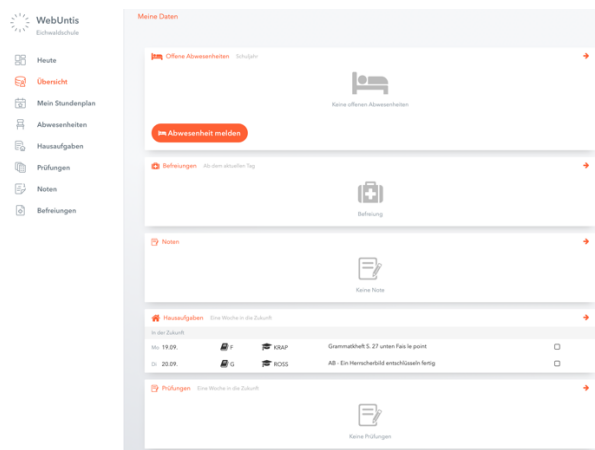 WebUntis
Eichwaldschule
Heute
Übersicht
Mein Stundenplan
Abwesenheiten
Hausaufgaben
Prüfungen
Noten
Befreiungen
Meine Daten
Offene Abwesenheiten Schuljahr
Keine offenen Abwesenheiten
Abwesenheit melden
Befreiungen Ab dem aktuellen Tag
Befreiung
Noten
Keine Note
Hausaufgaben Eine Woche in die Zukunft
In der Zukunft
Mo 19.09. F KRAP Grammatikheft S. 27 unten Fais le point
Di 20.09. G ROSS AB - Ein Herrscherbild entschlüsseln fertig
Prüfungen Eine Woche in die Zukunft
Keine Prüfungen